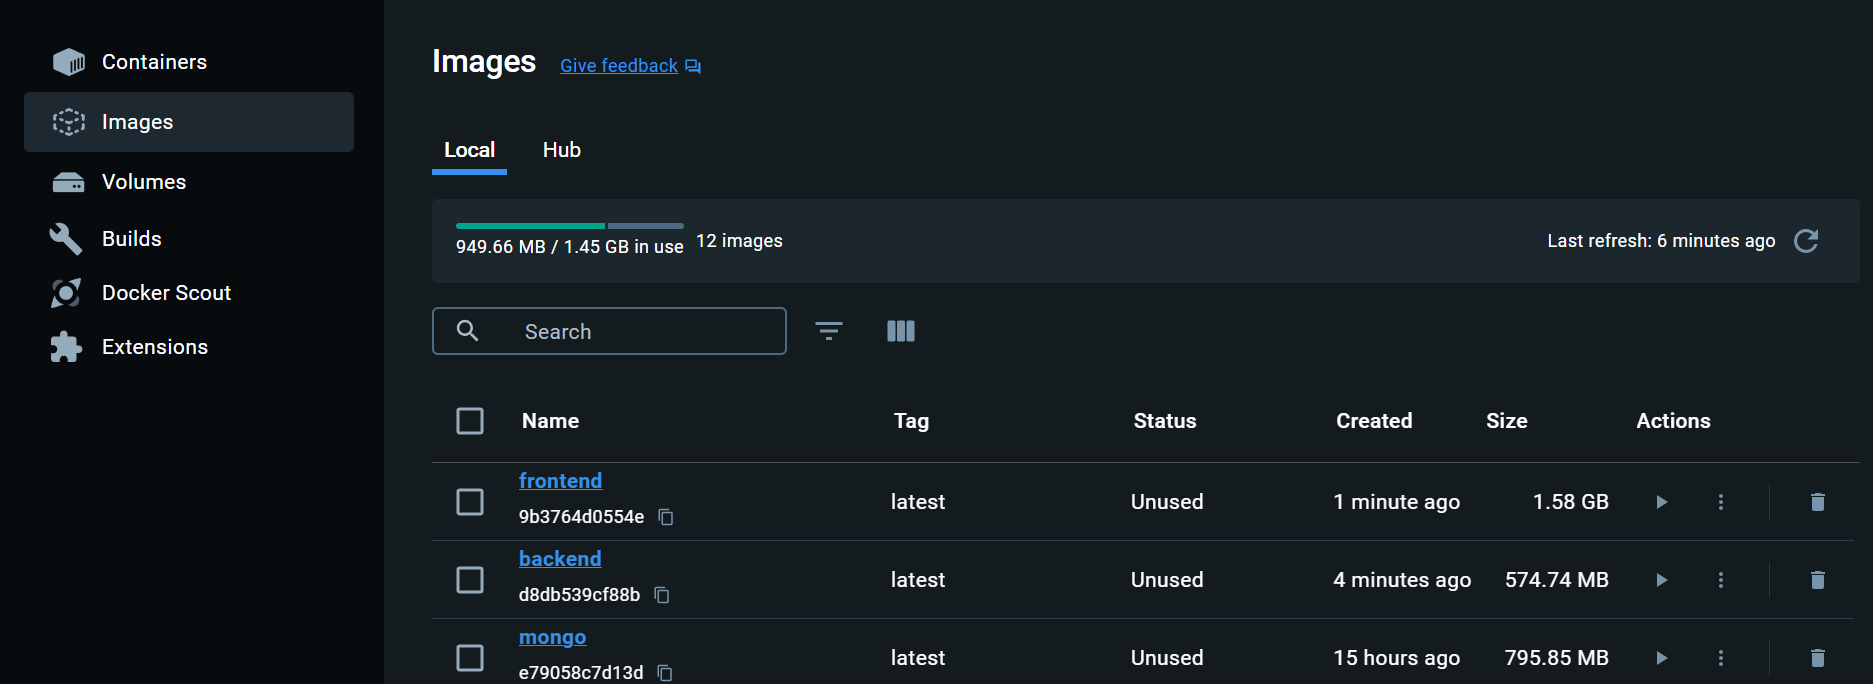 Containers
Images
Volumes
Builds
Docker Scout
Extensions
Images Give feedback
Local Hub
949.66 MB / 1.45 GB in use 12 images Last refresh: 6 minutes ago
Search
Name Tag Status Created Size Actions
frontend
9b3764d0554e latest Unused 1 minute ago 1.58 GB
backend
d8db539cf88b latest Unused 4 minutes ago 574.74 MB
mongo
e79058c7d13d latest Unused 15 hours ago 795.85 MB